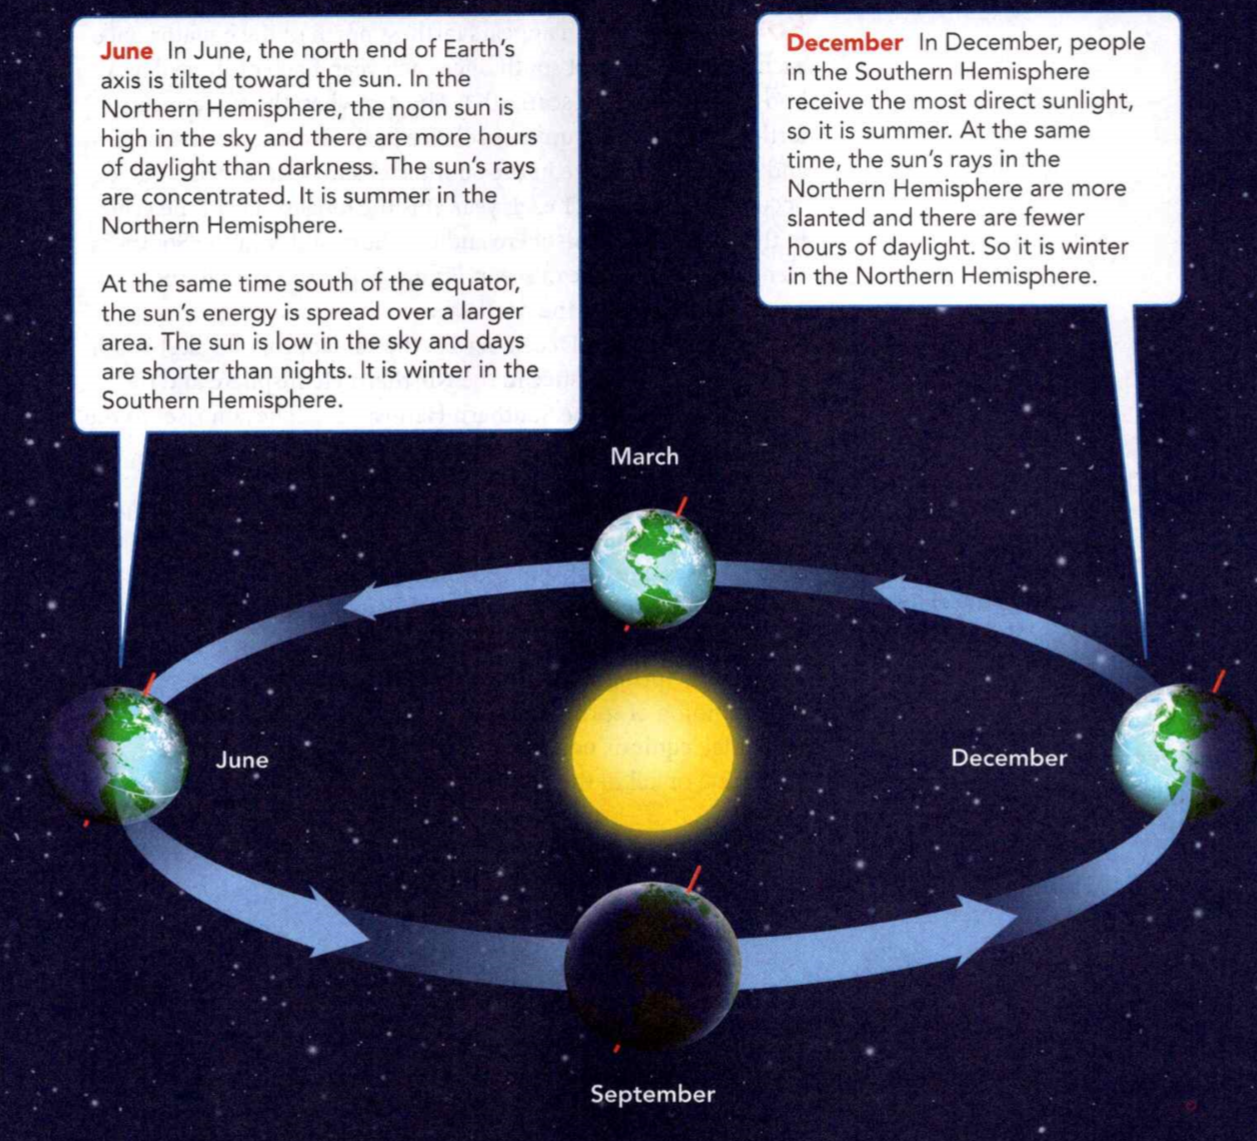 June In June, the north end of Earth's
axis is tilted toward the sun. In the
Northern Hemisphere, the noon sun is
high in the sky and there are more hours
of daylight than darkness. The sun's rays
are concentrated. It is summer in the
Northern Hemisphere.
At the same time south of the equator,
the sun's energy is spread over a larger
area. The sun is low in the sky and days
are shorter than nights. It is winter in the
Southern Hemisphere.
December In December, people
in the Southern Hemisphere
receive the most direct sunlight,
so it is summer. At the same
time, the sun's rays in the
Northern Hemisphere are more
slanted and there are fewer
hours of daylight. So it is winter
in the Northern Hemisphere.
March
June
December
September